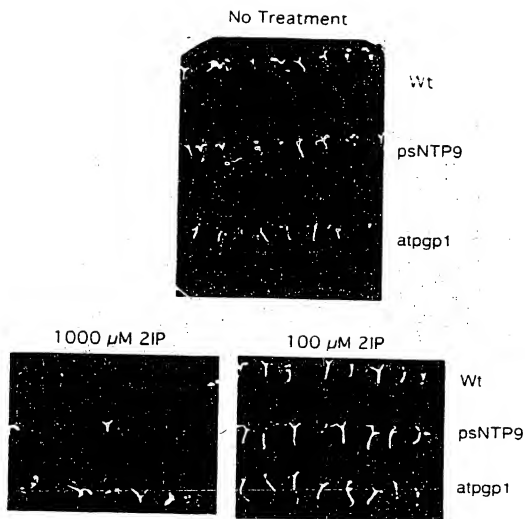 No Treatment
Wt
psNTP9
atpgp1
1000 µM 2IP
100 µM 2IP
Wt
psNTP9
atpgp1